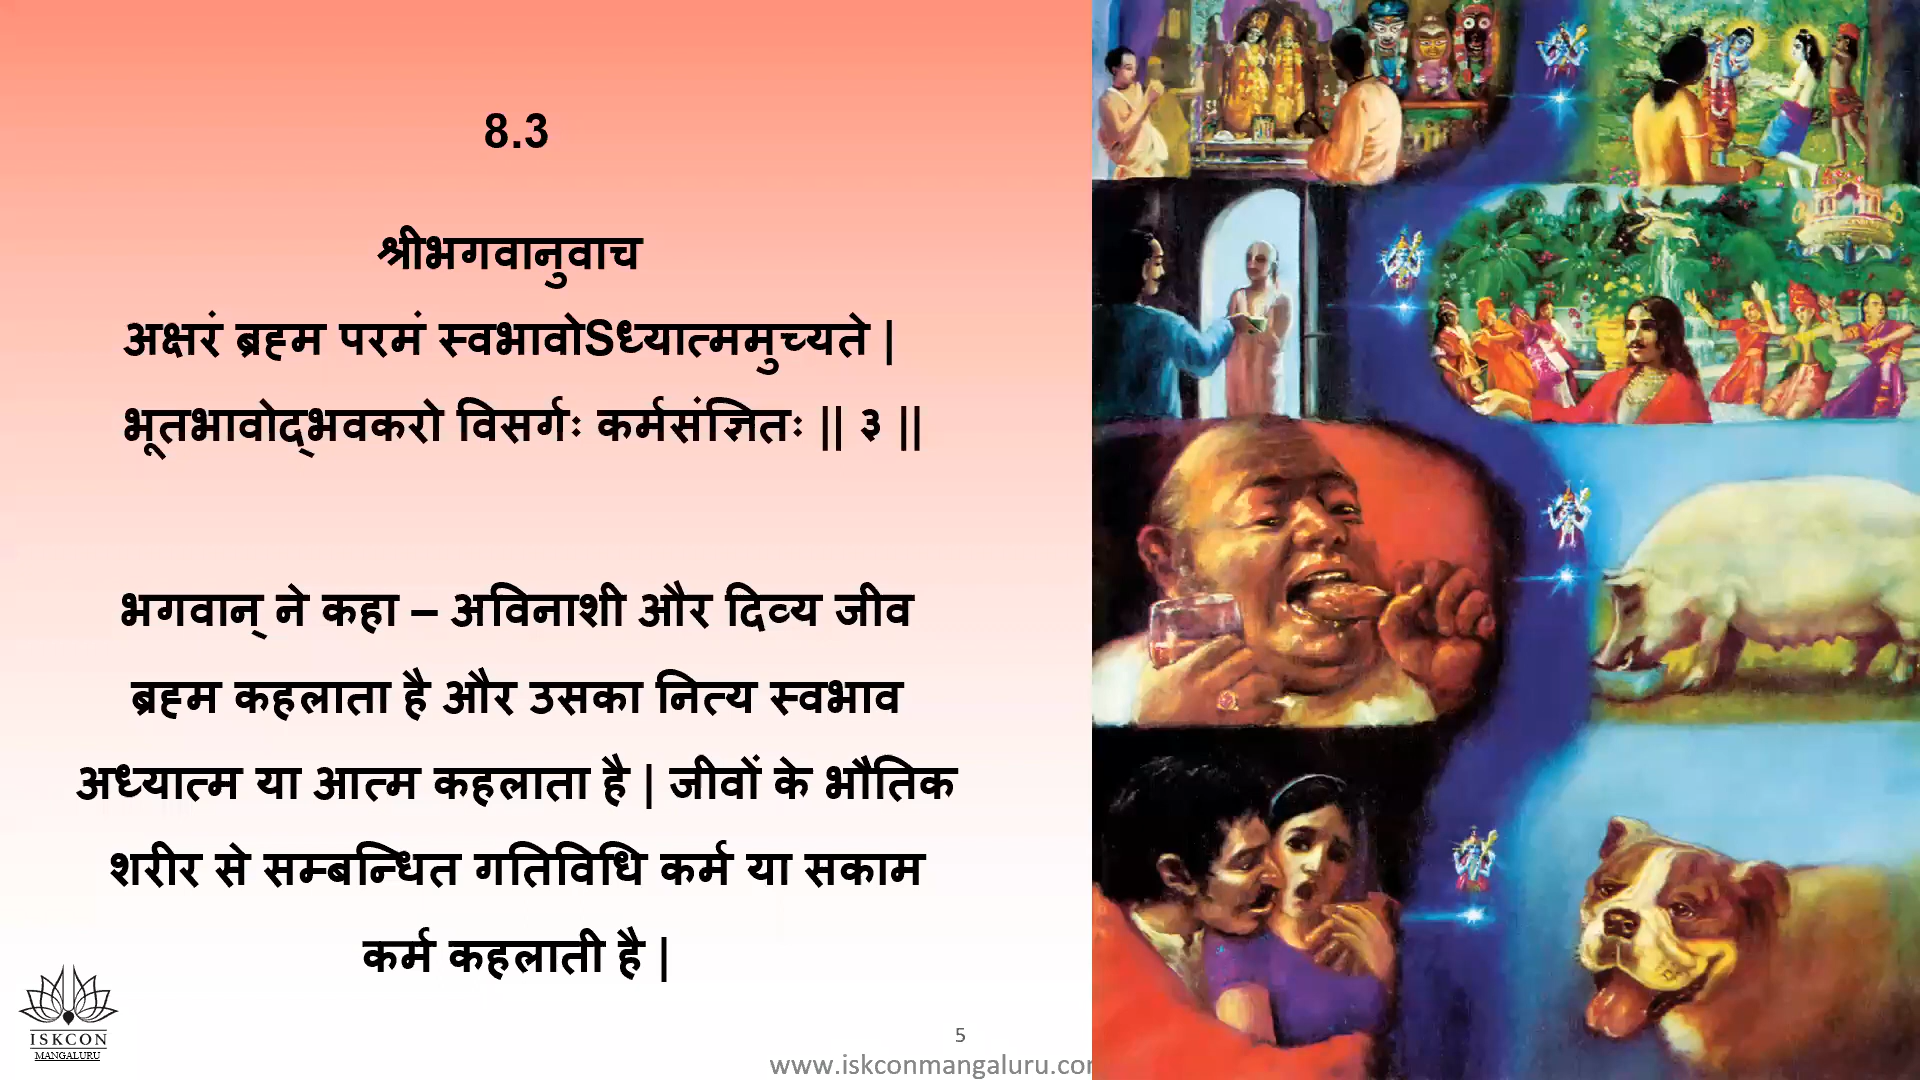 8.3
श्रीभगवानुवाच
अक्षरं ब्रह्म परमं स्वभावोSध्यात्ममुच्यते |
भूतभावोद्भवकरो विसर्गः कर्मसंज्ञितः || ३ ||
भगवान् ने कहा – अविनाशी और दिव्य जीव
ब्रह्म कहलाता है और उसका नित्य स्वभाव
अध्यात्म या आत्म कहलाता है | जीवों के भौतिक
शरीर से सम्बन्धित गतिविधि कर्म या सकाम
कर्म कहलाती है |
ISKCON
MANGALURU
5
www.iskconmangaluru.co